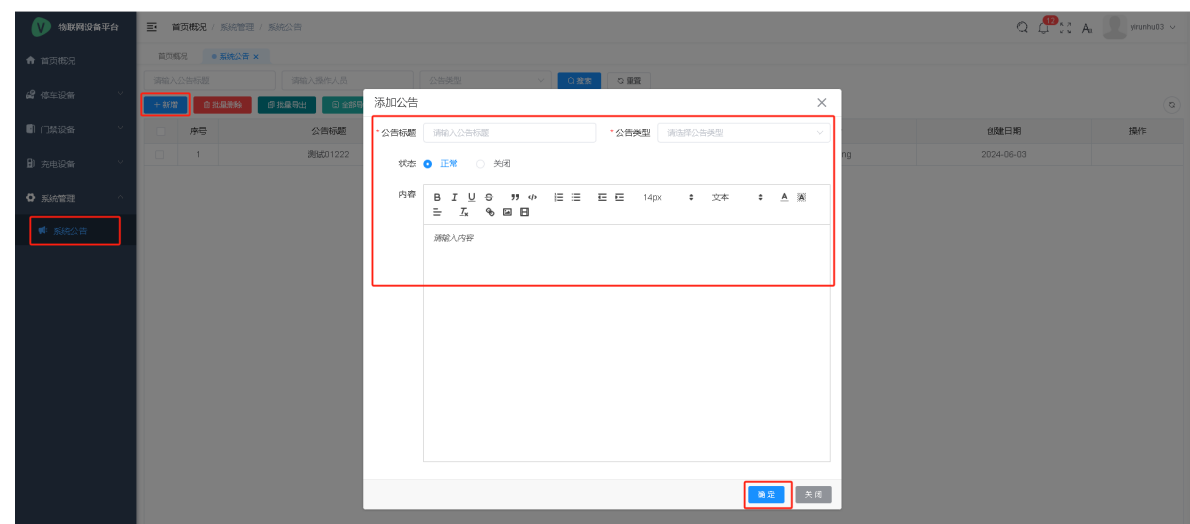 物联网设备平台
首页概况 / 系统管理 / 系统公告
12
yirunhu03
首页概况
首页概况
系统公告 ×
请输入公告标题
请输入操作人员
公告类型
搜索
重置
停车设备
+ 新增
批量删除
批量导出
添加公告
门禁设备
序号
公告标题
创建日期
操作
* 公告标题
请输入公告标题
* 公告类型
请选择公告类型
充电设备
1
测试01222
2024-06-03
状态
正常
关闭
系统管理
内容
B I U S
14px
文本
A
系统公告
请输入内容
确定
关闭